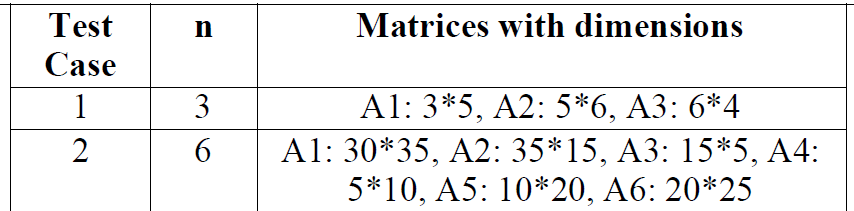 Test Case	n	Matrices with dimensions
1	3	A1: 3*5, A2: 5*6, A3: 6*4
2	6	A1: 30*35, A2: 35*15, A3: 15*5, A4:
5*10, A5: 10*20, A6: 20*25